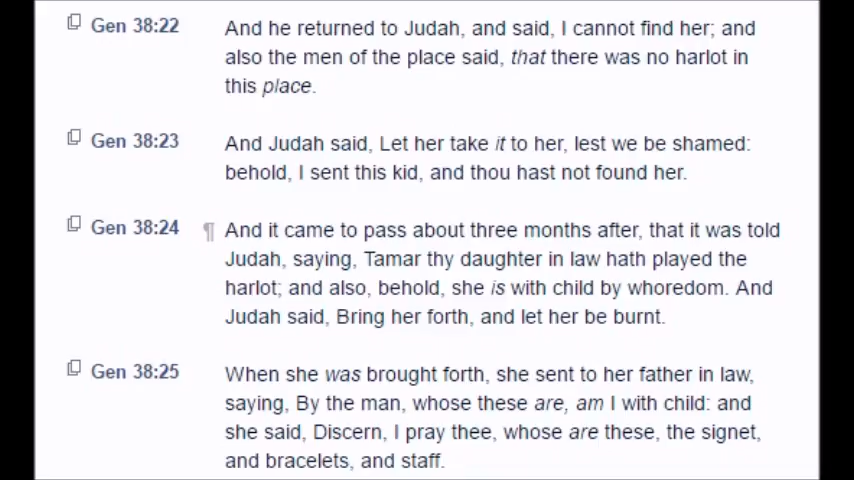 Gen 38:22 And he returned to Judah, and said, I cannot find her; and
also the men of the place said, that there was no harlot in
this place.
Gen 38:23 And Judah said, Let her take it to her, lest we be shamed:
behold, I sent this kid, and thou hast not found her.
Gen 38:24 ¶ And it came to pass about three months after, that it was told
Judah, saying, Tamar thy daughter in law hath played the
harlot; and also, behold, she is with child by whoredom. And
Judah said, Bring her forth, and let her be burnt.
Gen 38:25 When she was brought forth, she sent to her father in law,
saying, By the man, whose these are, am I with child: and
she said, Discern, I pray thee, whose are these, the signet,
and bracelets, and staff.